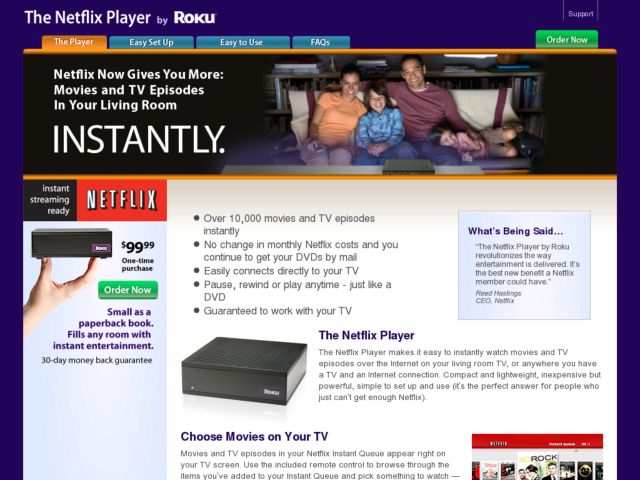 The Netflix Player by ROKU
Support
The Player
Easy Set Up
Easy to Use
FAQs
Order Now
Netflix Now Gives You More:
Movies and TV Episodes
In Your Living Room
INSTANTLY.
instant
streaming
ready
NETFLIX
$99.99
One-time
purchase
ROKU
Order Now
Small as a
paperback book.
Fills any room with
instant entertainment.
30-day money back guarantee
Over 10,000 movies and TV episodes
instantly
No change in monthly Netflix costs and you
continue to get your DVDs by mail
Easily connects directly to your TV
Pause, rewind or play anytime - just like a
DVD
Guaranteed to work with your TV
What's Being Said...
"The Netflix Player by Roku
revolutionizes the way
entertainment is delivered. It's
the best new benefit a Netflix
member could have."
Reed Hastings
CEO, Netflix
ROKU
The Netflix Player
The Netflix Player makes it easy to instantly watch movies and TV
episodes over the Internet on your living room TV, or anywhere you have
a TV and an Internet connection. Compact and lightweight, inexpensive but
powerful, simple to set up and use (it's the perfect answer for people who
just can't get enough Netflix).
Choose Movies on Your TV
Movies and TV episodes in your Netflix Instant Queue appear right on
your TV screen. Use the included remote control to browse through the
items you've added to your Instant Queue and pick something to watch —
NETFLIX
Instant queue
30 ROCK